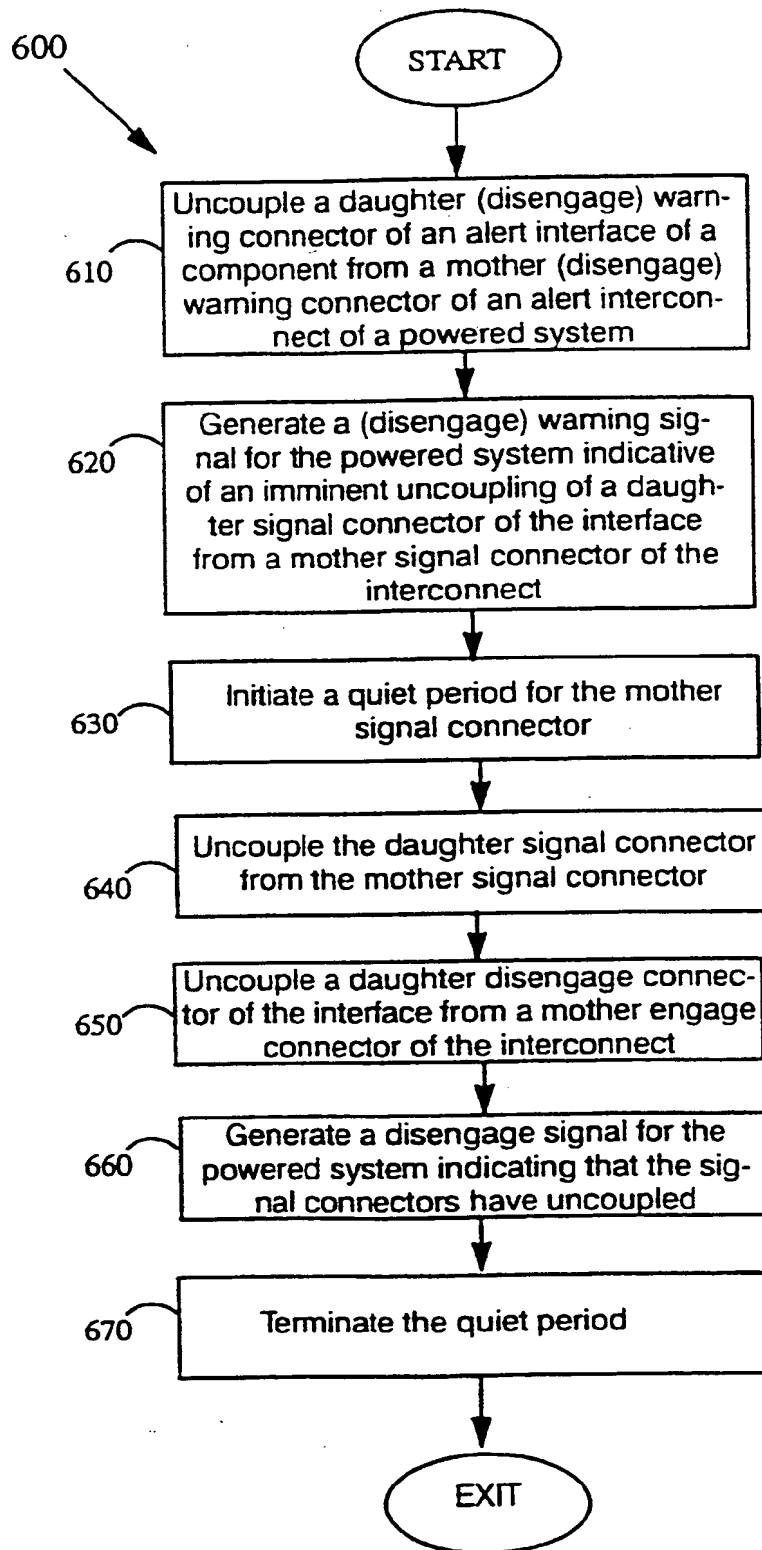 600
START
610
Uncouple a daughter (disengage) warn-
ing connector of an alert interface of a
component from a mother (disengage)
warning connector of an alert intercon-
nect of a powered system
620
Generate a (disengage) warning sig-
nal for the powered system indicative
of an imminent uncoupling of a daugh-
ter signal connector of the interface
from a mother signal connector of the
interconnect
630
Initiate a quiet period for the mother
signal connector
640
Uncouple the daughter signal connector
from the mother signal connector
650
Uncouple a daughter disengage connec-
tor of the interface from a mother engage
connector of the interconnect
660
Generate a disengage signal for the
powered system indicating that the sig-
nal connectors have uncoupled
670
Terminate the quiet period
EXIT